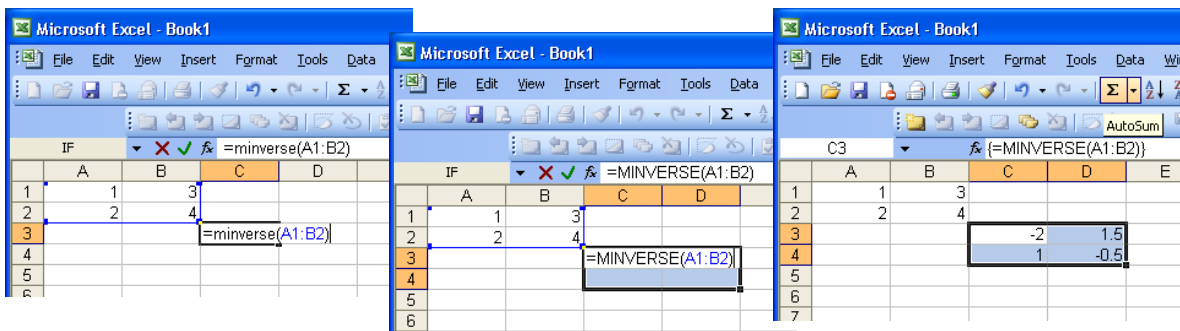 Microsoft Excel - Book1
File Edit View Insert Format Tools Data
IF =minverse(A1:B2)
A B C D
1 1 3
2 2 4
3 =minverse(A1:B2)
4
5
6
Microsoft Excel - Book1
File Edit View Insert Format Tools Data
IF =MINVERSE(A1:B2)
A B C D
1 1 3
2 2 4
3 =MINVERSE(A1:B2)
4
5
6
Microsoft Excel - Book1
File Edit View Insert Format Tools Data Wi
AutoSum
C3 {=MINVERSE(A1:B2)}
A B C D E
1 1 3
2 2 4
3 -2 1.5
4 1 -0.5
5
6
7